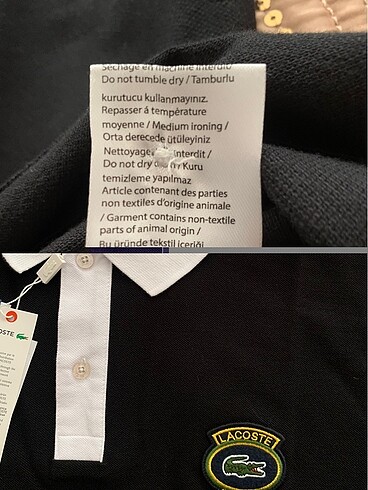 Séchage en machine interdit/
Do not tumble dry / Tamburlu
kurutucu kullanmayınız.
Repasser á température
moyenne / Medium ironing /
Orta derecede ütüleyiniz
Nettoyage interdit /
Do not dry Kuru
temizleme yapılmaz
Article contenant des parties
non textiles d'origine animale
/ Garment contains non-textile
parts of animal origin /
Bu üründe tekstil içeriği
OSTE
LACOSTE